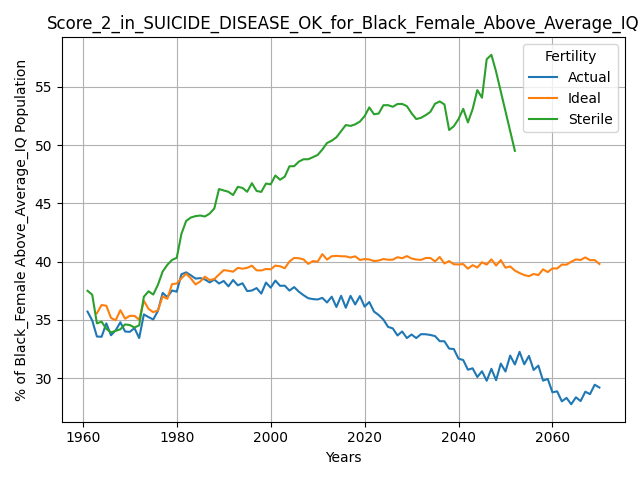 Score_2_in_SUICIDE_DISEASE_OK_for_Black_Female_Above_Average_IQ
% of Black_Female Above_Average_IQ Population
55
50
45
40
35
30
Fertility
Actual
Ideal
Sterile
1960
1980
2000
2020
2040
2060
Years